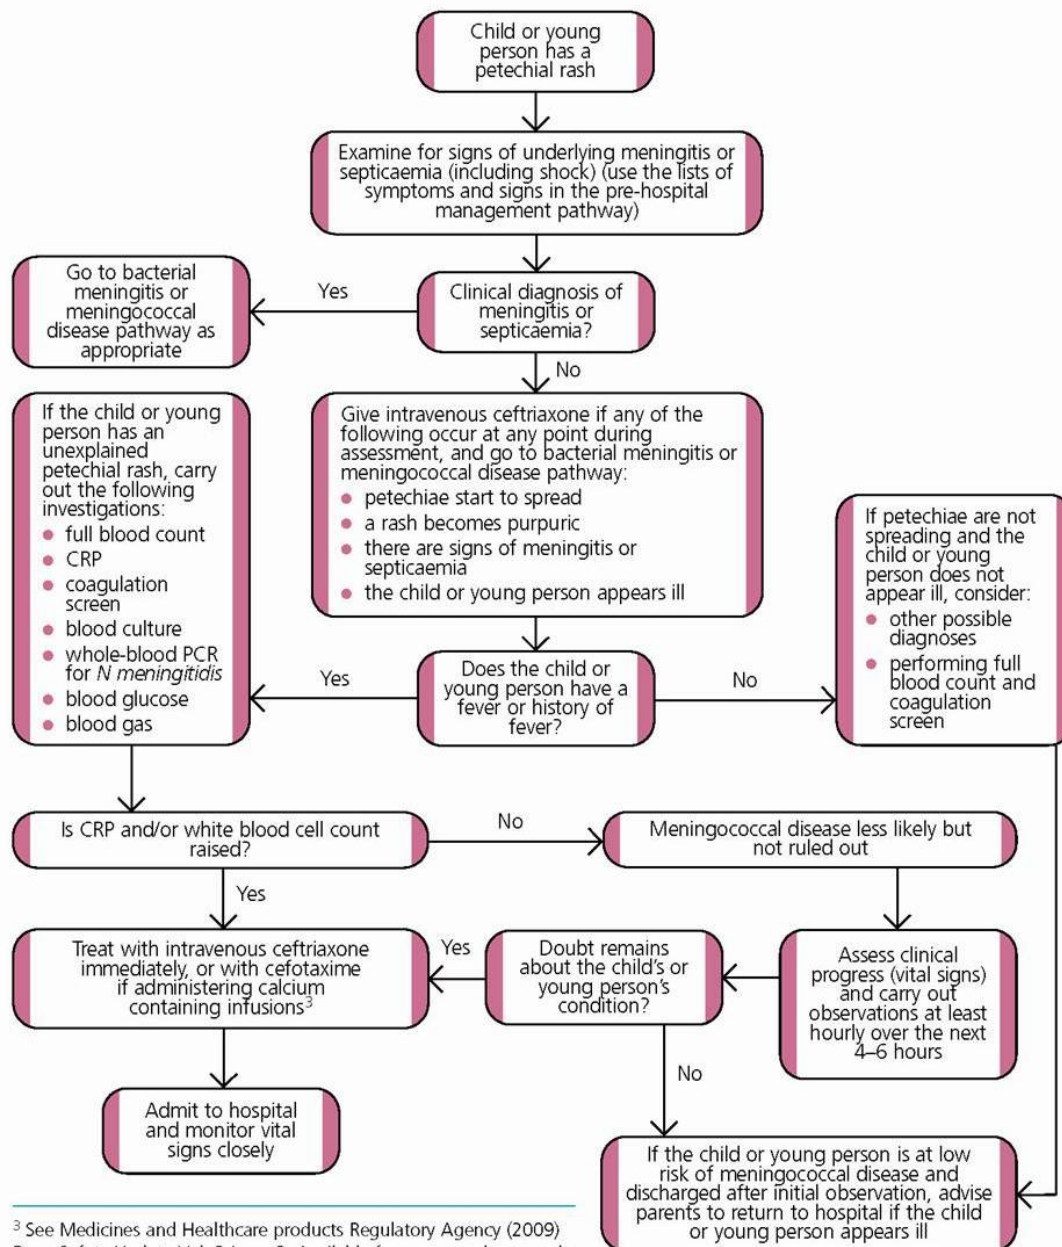 Child or young
person has a
petechial rash
Examine for signs of underlying meningitis or
septicaemia (including shock) (use the lists of
symptoms and signs in the pre-hospital
management pathway)
Go to bacterial
meningitis or
meningococcal
disease pathway as
appropriate
Yes
Clinical diagnosis of
meningitis or
septicaemia?
No
If the child or young
person has an
unexplained
petechial rash, carry
out the following
investigations:
● full blood count
● CRP
● coagulation
screen
● blood culture
● whole-blood PCR
for N meningitidis
● blood glucose
● blood gas
Give intravenous ceftriaxone if any of the
following occur at any point during
assessment, and go to bacterial meningitis or
meningococcal disease pathway:
● petechiae start to spread
● a rash becomes purpuric
● there are signs of meningitis or
septicaemia
● the child or young person appears ill
If petechiae are not
spreading and the
child or young
person does not
appear ill, consider:
● other possible
diagnoses
● performing full
blood count and
coagulation
screen
Yes
Does the child or
young person have a
fever or history of
fever?
No
Is CRP and/or white blood cell count
raised?
No
Meningococcal disease less likely but
not ruled out
Yes
Treat with intravenous ceftriaxone
immediately, or with cefotaxime
if administering calcium
containing infusions³
Yes
Doubt remains
about the child's or
young person's
condition?
Assess clinical
progress (vital signs)
and carry out
observations at least
hourly over the next
4–6 hours
No
Admit to hospital
and monitor vital
signs closely
If the child or young person is at low
risk of meningococcal disease and
discharged after initial observation, advise
parents to return to hospital if the child
or young person appears ill
³ See Medicines and Healthcare products Regulatory Agency (2009)